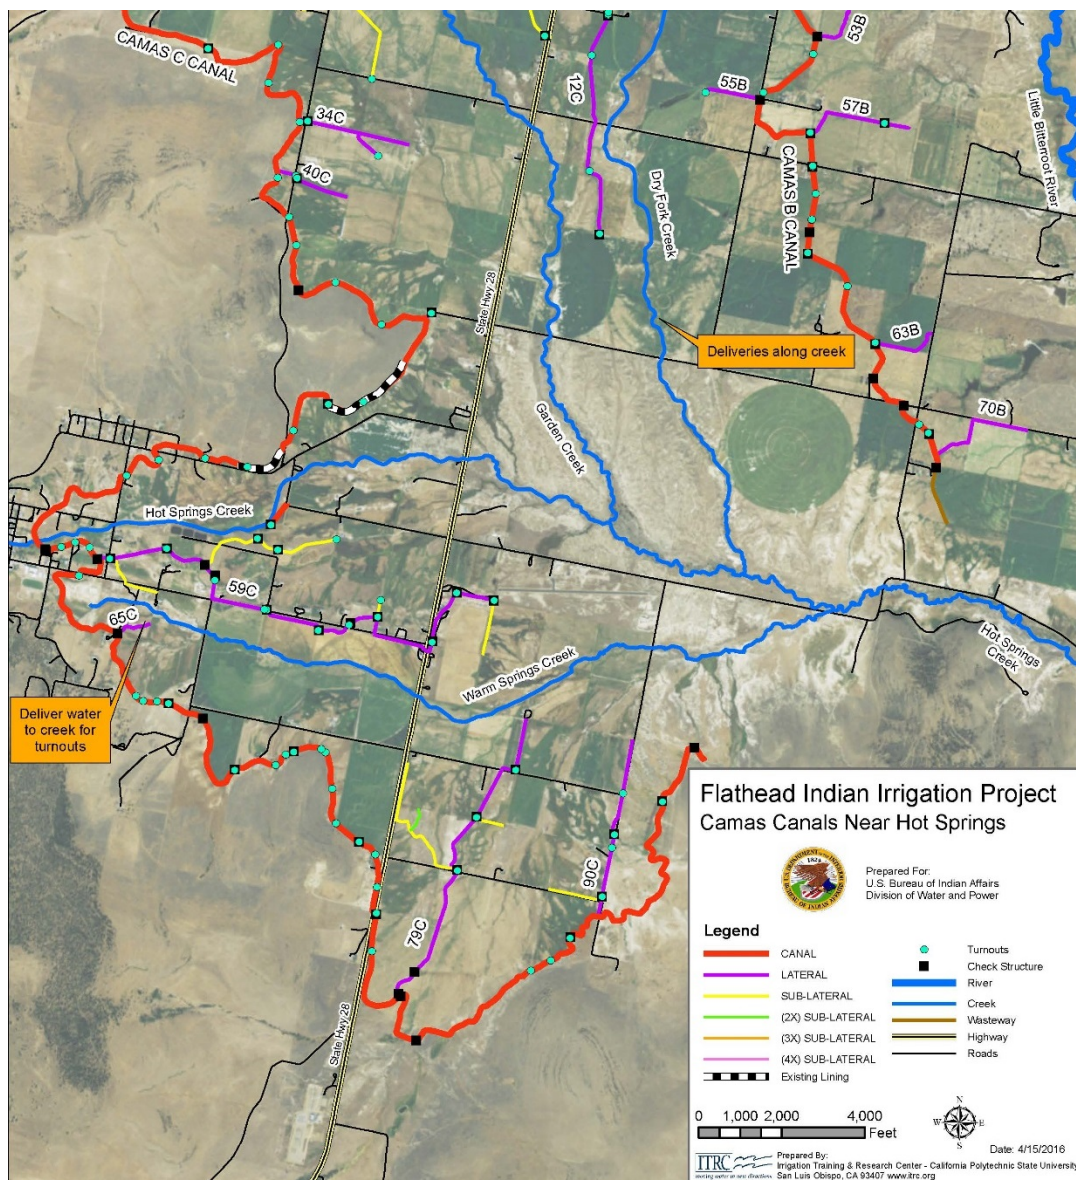 CAMAS C CANAL
53B
12C
55B
57B
34C
Little Bitterroot River
40C
Dry Fork Creek
CAMAS B CANAL
State Hwy 28
63B
Deliveries along creek
Garden Creek
70B
Hot Springs Creek
59C
65C
Warm Springs Creek
Hot Springs
Creek
Deliver water
to creek for
turnouts
90C
79C
State Hwy 28
Flathead Indian Irrigation Project
Camas Canals Near Hot Springs
Prepared For:
U.S. Bureau of Indian Affairs
Division of Water and Power
Legend
CANAL
LATERAL
SUB-LATERAL
(2X) SUB-LATERAL
(3X) SUB-LATERAL
(4X) SUB-LATERAL
Existing Lining
Turnouts
Check Structure
River
Creek
Wasteway
Highway
Roads
0 1,000 2,000 4,000
Feet
N
W E
S
Date: 4/15/2016
ITRC
moving water in new directions
Prepared By:
Irrigation Training & Research Center - California Polytechnic State University
San Luis Obispo, CA 93407 www.itrc.org